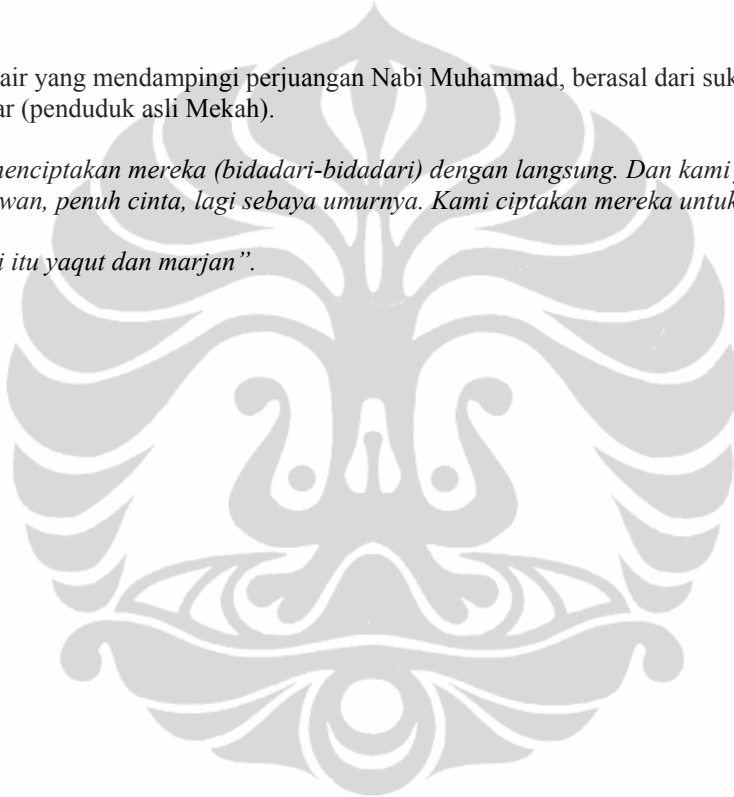 air yang mendampingi perjuangan Nabi Muhammad, berasal dari suk
ar (penduduk asli Mekah).
nenciptakan mereka (bidadari-bidadari) dengan langsung. Dan kami
wan, penuh cinta, lagi sebaya umurnya. Kami ciptakan mereka untuk
i itu yaqut dan marjan”.